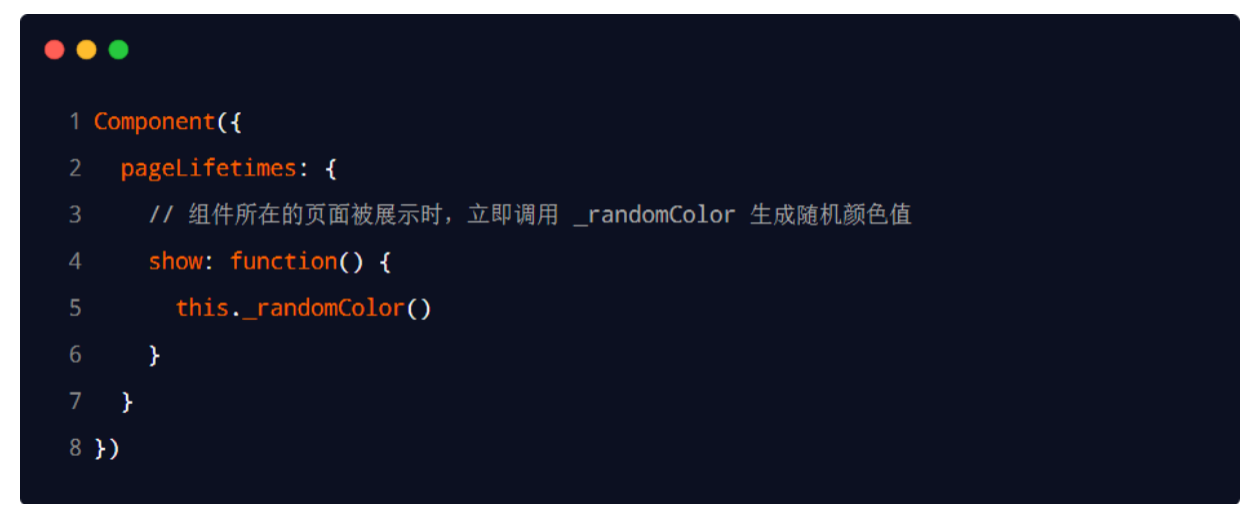 1 Component({
2 pageLifetimes: {
3 // 组件所在的页面被展示时，立即调用 _randomColor 生成随机颜色值
4 show: function() {
5 this._randomColor()
6 }
7 }
8 })